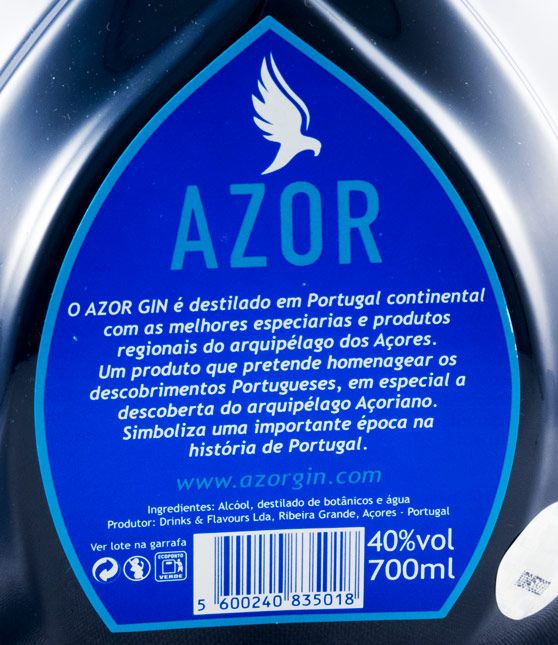 AZOR
O AZOR GIN é destilado em Portugal continental
com as melhores especiarias e produtos
regionais do arquipélago dos Açores.
Um produto que pretende homenagear os
descobrimentos Portugueses, em especial a
descoberta do arquipélago Açoriano.
Simboliza uma importante época na
história de Portugal.
www.azorgin.com
Ingredientes: Alcóol, destilado de botânicos e água
Produtor: Drinks & Flavours Lda, Ribeira Grande, Açores - Portugal
Ver lote na garrafa
ECOPONTO
VERDE
40%vol
700ml
5 600240 835018